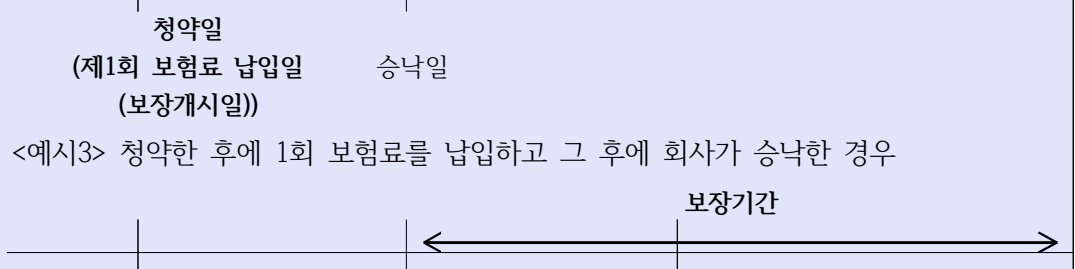 청약일
(제1회 보험료 납입일 승낙일
(보장개시일))
<예시3> 청약한 후에 1회 보험료를 납입하고 그 후에 회사가 승낙한 경우
보장기간